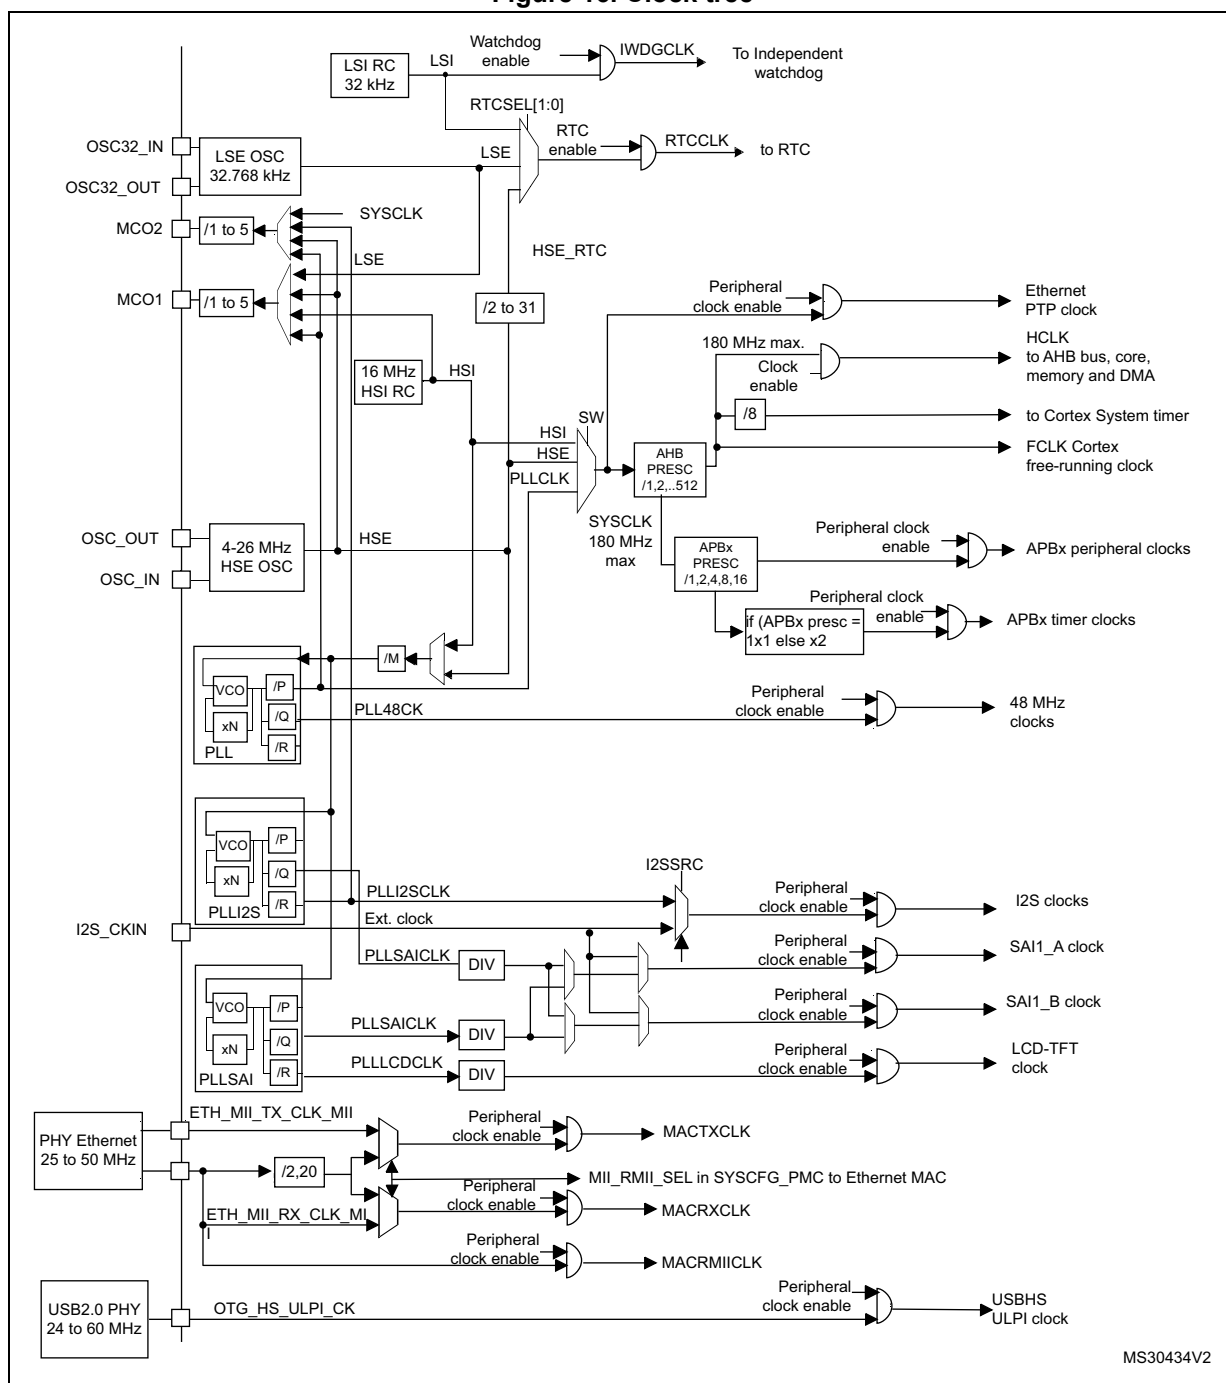 Watchdog
enable
IWDGCLK
To Independent
watchdog
LSI RC
32 kHz
LSI
RTCSEL[1:0]
OSC32_IN
OSC32_OUT
LSE OSC
32.768 kHz
LSE
RTC
enable
RTCCLK
to RTC
MCO2
/1 to 5
SYSCLK
LSE
HSE_RTC
MCO1
/1 to 5
/2 to 31
Peripheral
clock enable
Ethernet
PTP clock
180 MHz max.
Clock
enable
HCLK
to AHB bus, core,
memory and DMA
16 MHz
HSI RC
HSI
/8
to Cortex System timer
SW
HSI
HSE
PLLCLK
AHB
PRESC
/1,2,..512
FCLK Cortex
free-running clock
SYSCLK
180 MHz
max
OSC_OUT
OSC_IN
4-26 MHz
HSE OSC
HSE
APBx
PRESC
/1,2,4,8,16
Peripheral clock
enable
APBx peripheral clocks
if (APBx presc =
1x1 else x2
Peripheral clock
enable
APBx timer clocks
/M
VCO
xN
/P
/Q
/R
PLL
PLL48CK
Peripheral
clock enable
48 MHz
clocks
VCO
xN
/P
/Q
/R
PLLI2S
I2SSRC
PLLI2SCLK
Peripheral
clock enable
I2S clocks
I2S_CKIN
Ext. clock
PLLSAICLK
DIV
Peripheral
clock enable
SAI1_A clock
VCO
xN
/P
/Q
/R
PLLSAI
PLLSAICLK
DIV
Peripheral
clock enable
SAI1_B clock
PLLLCDCLK
DIV
Peripheral
clock enable
LCD-TFT
clock
PHY Ethernet
25 to 50 MHz
ETH_MII_TX_CLK_MII
Peripheral
clock enable
MACTXCLK
/2,20
MII_RMII_SEL in SYSCFG_PMC to Ethernet MAC
ETH_MII_RX_CLK_MI
I
Peripheral
clock enable
MACRXCLK
Peripheral
clock enable
MACRMIICLK
USB2.0 PHY
24 to 60 MHz
OTG_HS_ULPI_CK
Peripheral
clock enable
USBHS
ULPI clock
MS30434V2